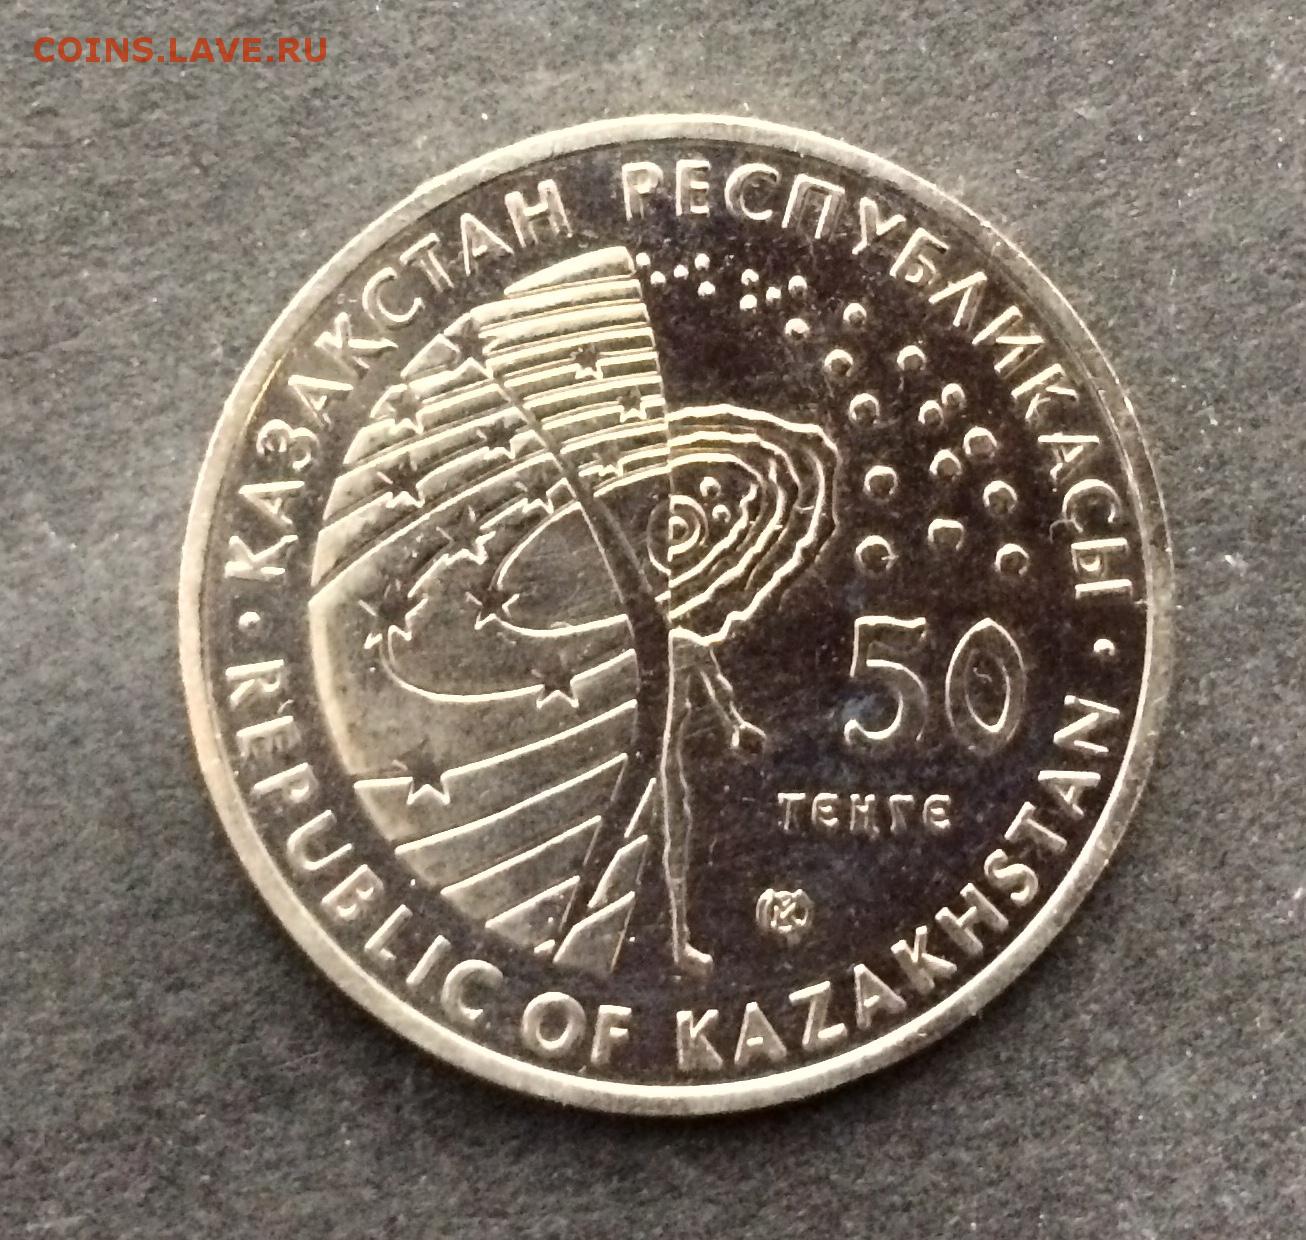 COINS.LAVE.RU
ҚАЗАҚСТАН РЕСПУБЛИКАСЫ
50
ТЕҢГЕ
REPUBLIC OF KAZAKHSTAN